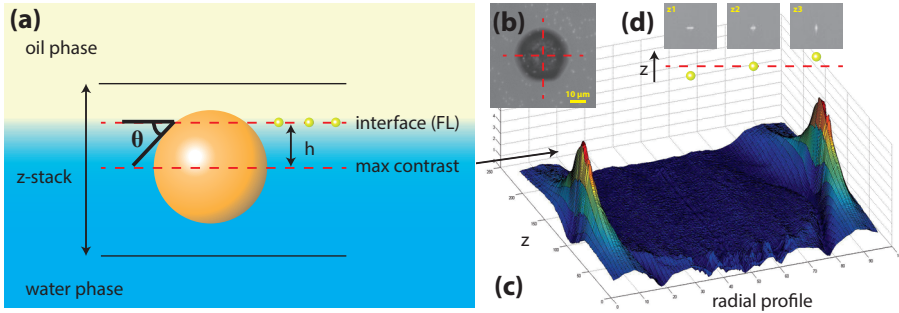 (a)
oil phase
interface (FL)
θ
h
z-stack
max contrast
water phase
(b)
10 μm
(d)
z1
z2
z3
z
z
(c)
radial profile